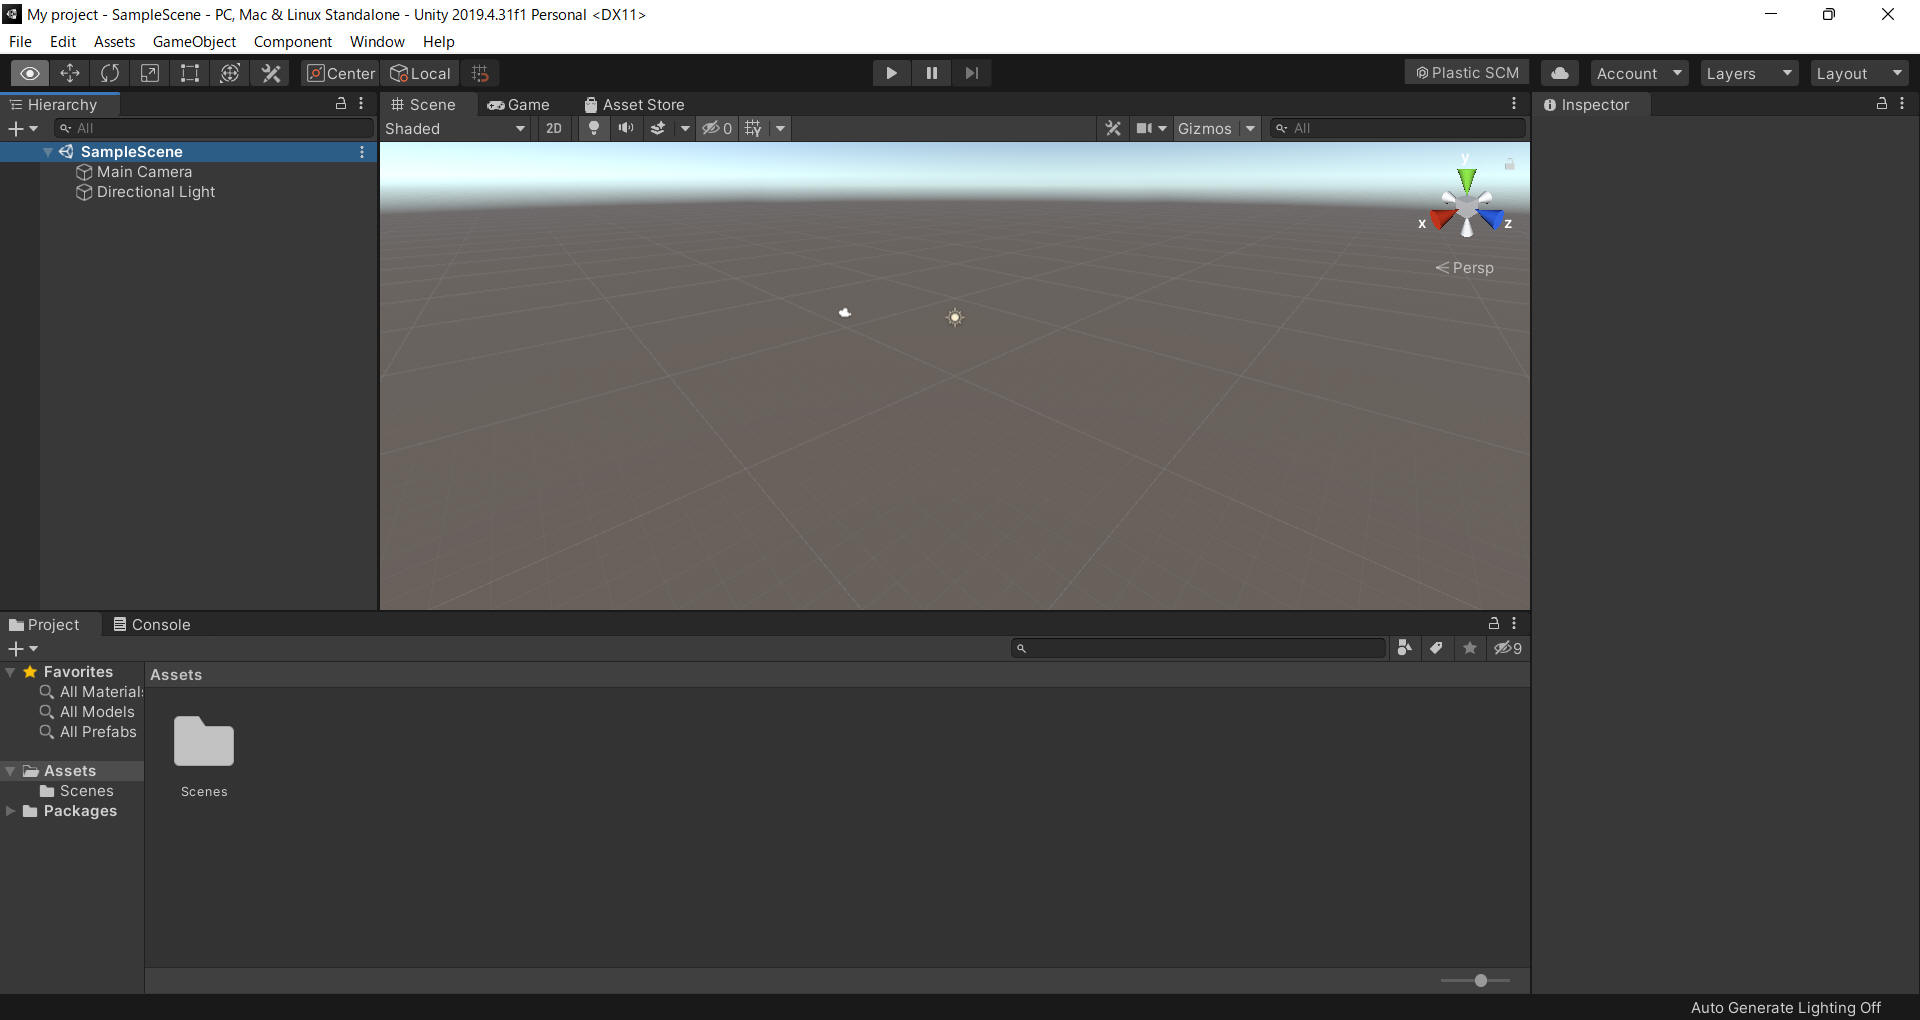 My project - SampleScene - PC, Mac & Linux Standalone - Unity 2019.4.31f1 Personal <DX11>
File Edit Assets GameObject Component Window Help
Center Local Plastic SCM Account Layers Layout
Hierarchy Scene Game Asset Store Inspector
All Shaded 2D 0 Gizmos All
SampleScene
Main Camera
Directional Light
y
x z
Persp
Project Console
9
Favorites Assets
All Materials
All Models
All Prefabs
Assets
Scenes Scenes
Packages
Auto Generate Lighting Off